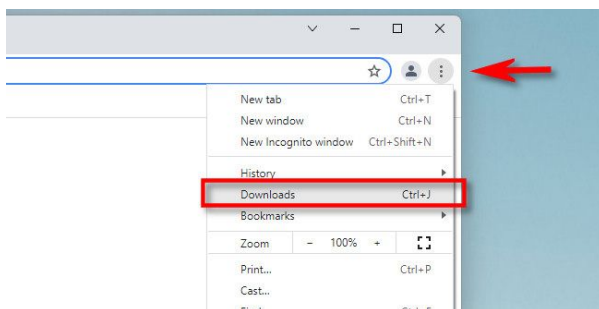 New tab Ctrl+T
New window Ctrl+N
New Incognito window Ctrl+Shift+N
History
Downloads Ctrl+J
Bookmarks
Zoom - 100% +
Print... Ctrl+P
Cast...